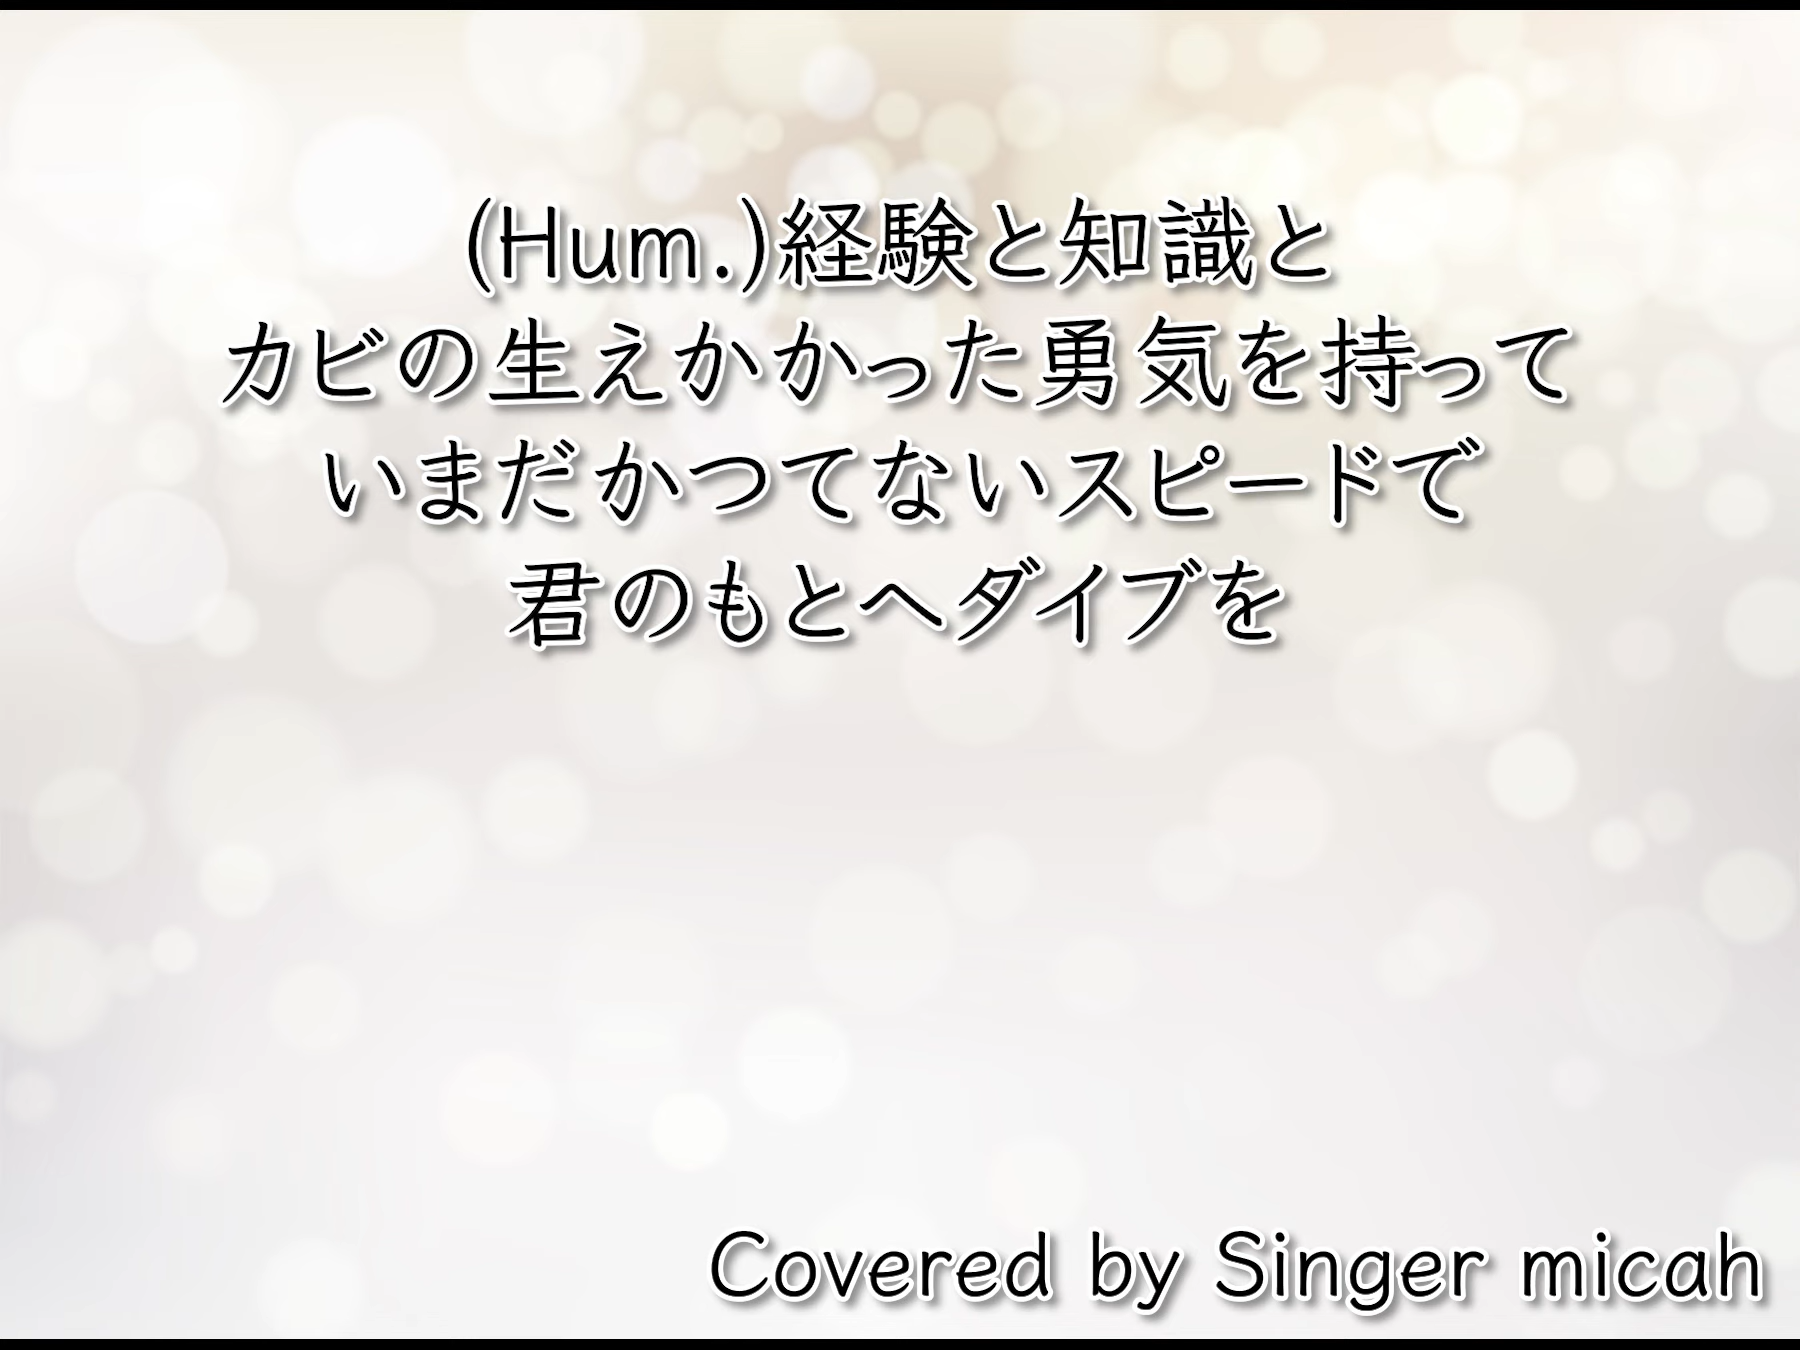 (Hum.)経験と知識と
カビの生えかかった勇気を持って
いまだかつてないスピードで
君のもとへダイブを
Covered by Singer micah